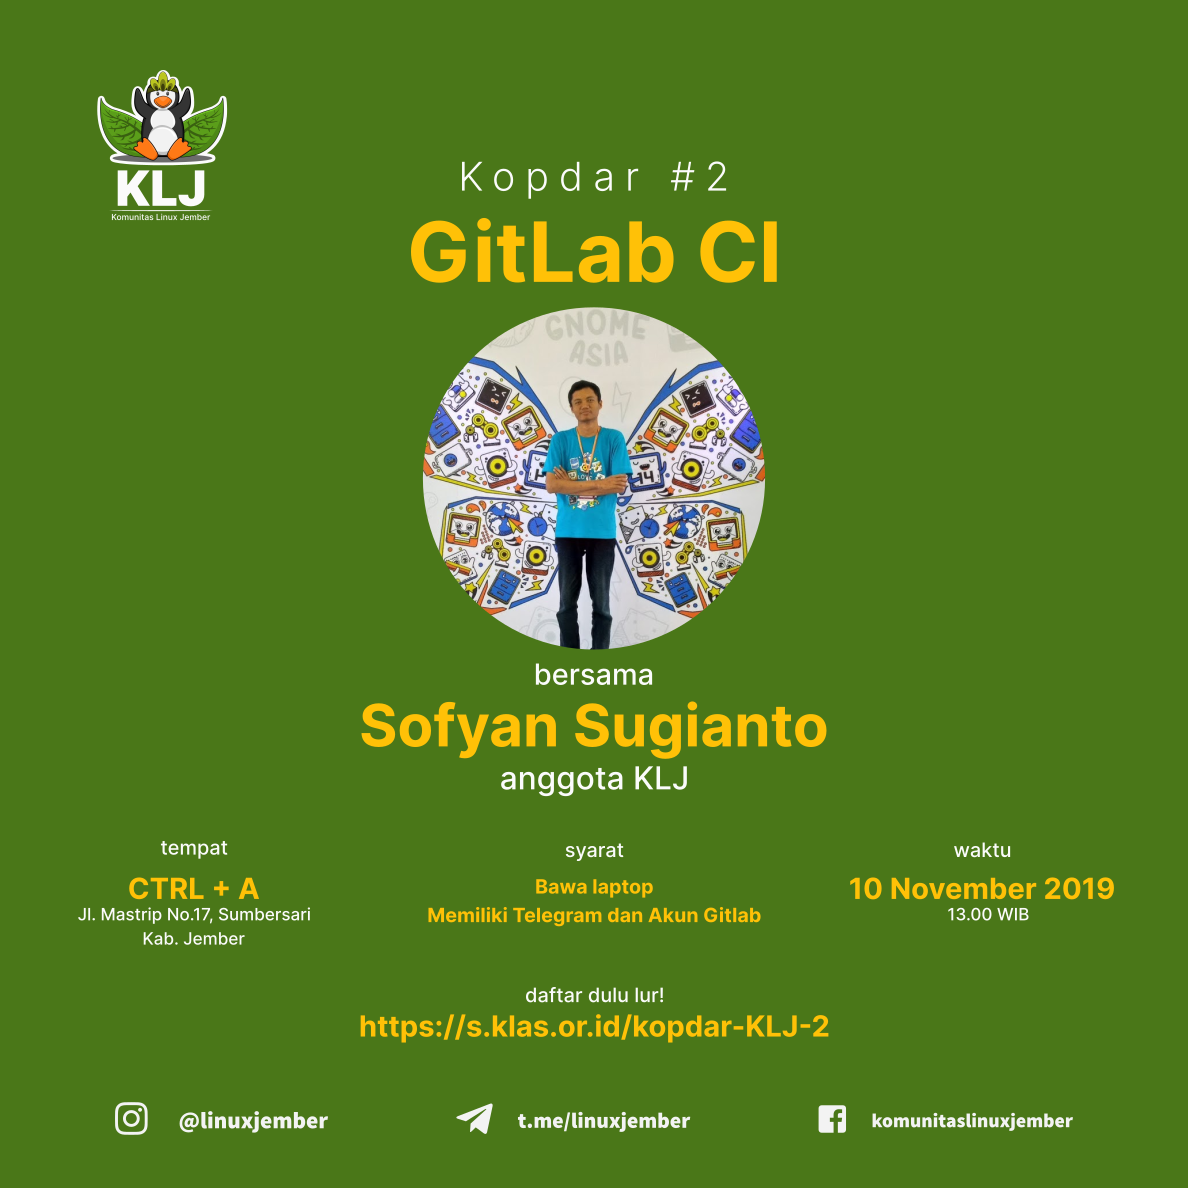 KLJ
Komunitas Linux Jember
Kopdar #2
GitLab CI
GNOME
ASIA
bersama
Sofyan Sugianto
anggota KLJ
tempat
CTRL + A
Jl. Mastrip No.17, Sumbersari
Kab. Jember
syarat
Bawa laptop
Memiliki Telegram dan Akun Gitlab
waktu
10 November 2019
13.00 WIB
daftar dulu lur!
https://s.klas.or.id/kopdar-KLJ-2
@linuxjember
t.me/linuxjember
komunitaslinuxjember